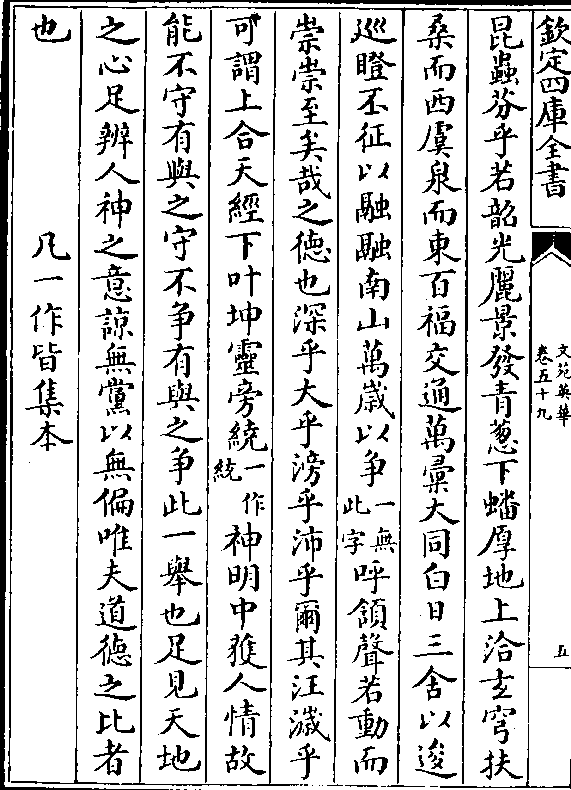 欽定四庫全書
文苑英華
卷五十九
五
昆蟲芬乎若韶光麗景發青葱下蟠厚地上洽玄穹扶
桑而西虞泉而東百福交通萬彚大同白日三舍以逡
巡瞪丕征以融融南山萬歲以争一無此字呼頷聲若動而
崇崇至矣哉之徳也深乎大乎滂乎沛乎爾其汪濊乎
可謂上合天經下叶坤靈旁繞一作統神明中獲人情故
能不守有與之守不争有與之争此一舉也足見天地
之心足辨人神之意諒無黨以無偏唯夫道德之比者
也
凡一作皆集本